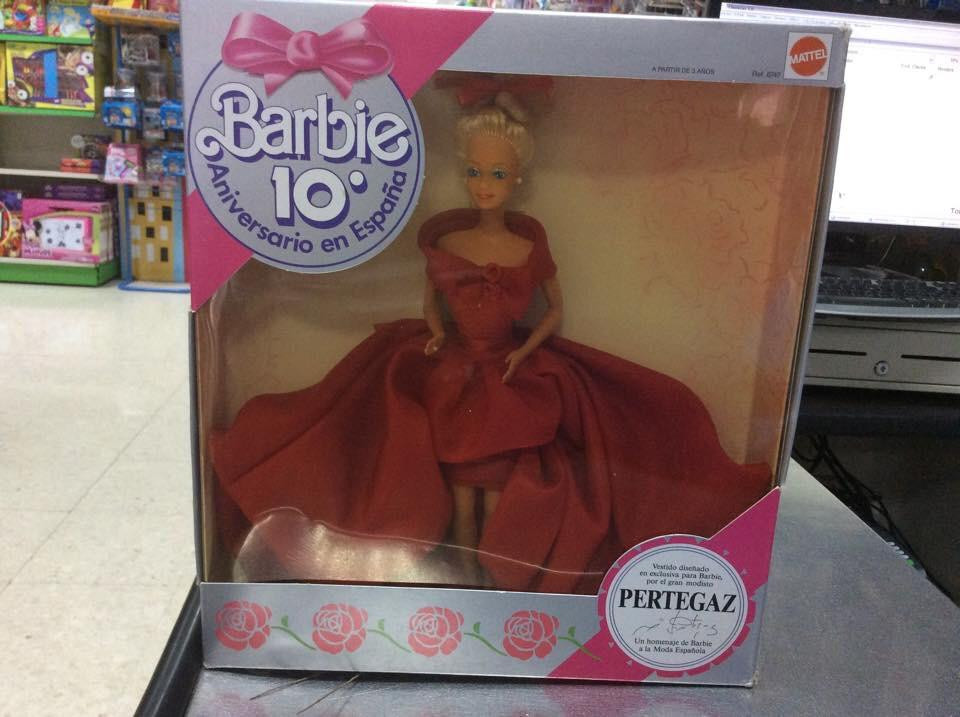 A PARTIR DE 3 AÑOS
MATTEL
Barbie
10º
Aniversario en España
Vestido diseñado
en exclusiva para Barbie,
por el gran modisto
PERTEGAZ
Un homenaje de Barbie
a la Moda Española